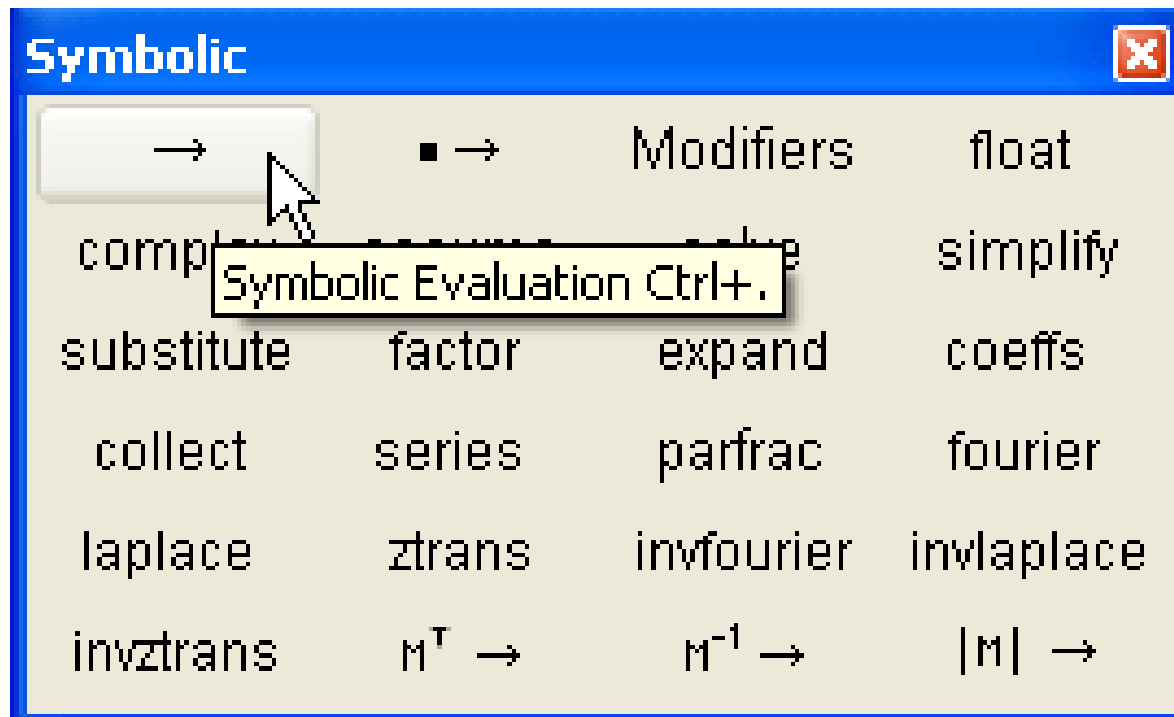 Symbolic
→ ▪ → Modifiers float
simplify
Symbolic Evaluation Ctrl+.
substitute factor expand coeffs
collect series parfrac fourier
laplace ztrans invfourier invlaplace
invztrans Mᵀ → M⁻¹ → |M| →